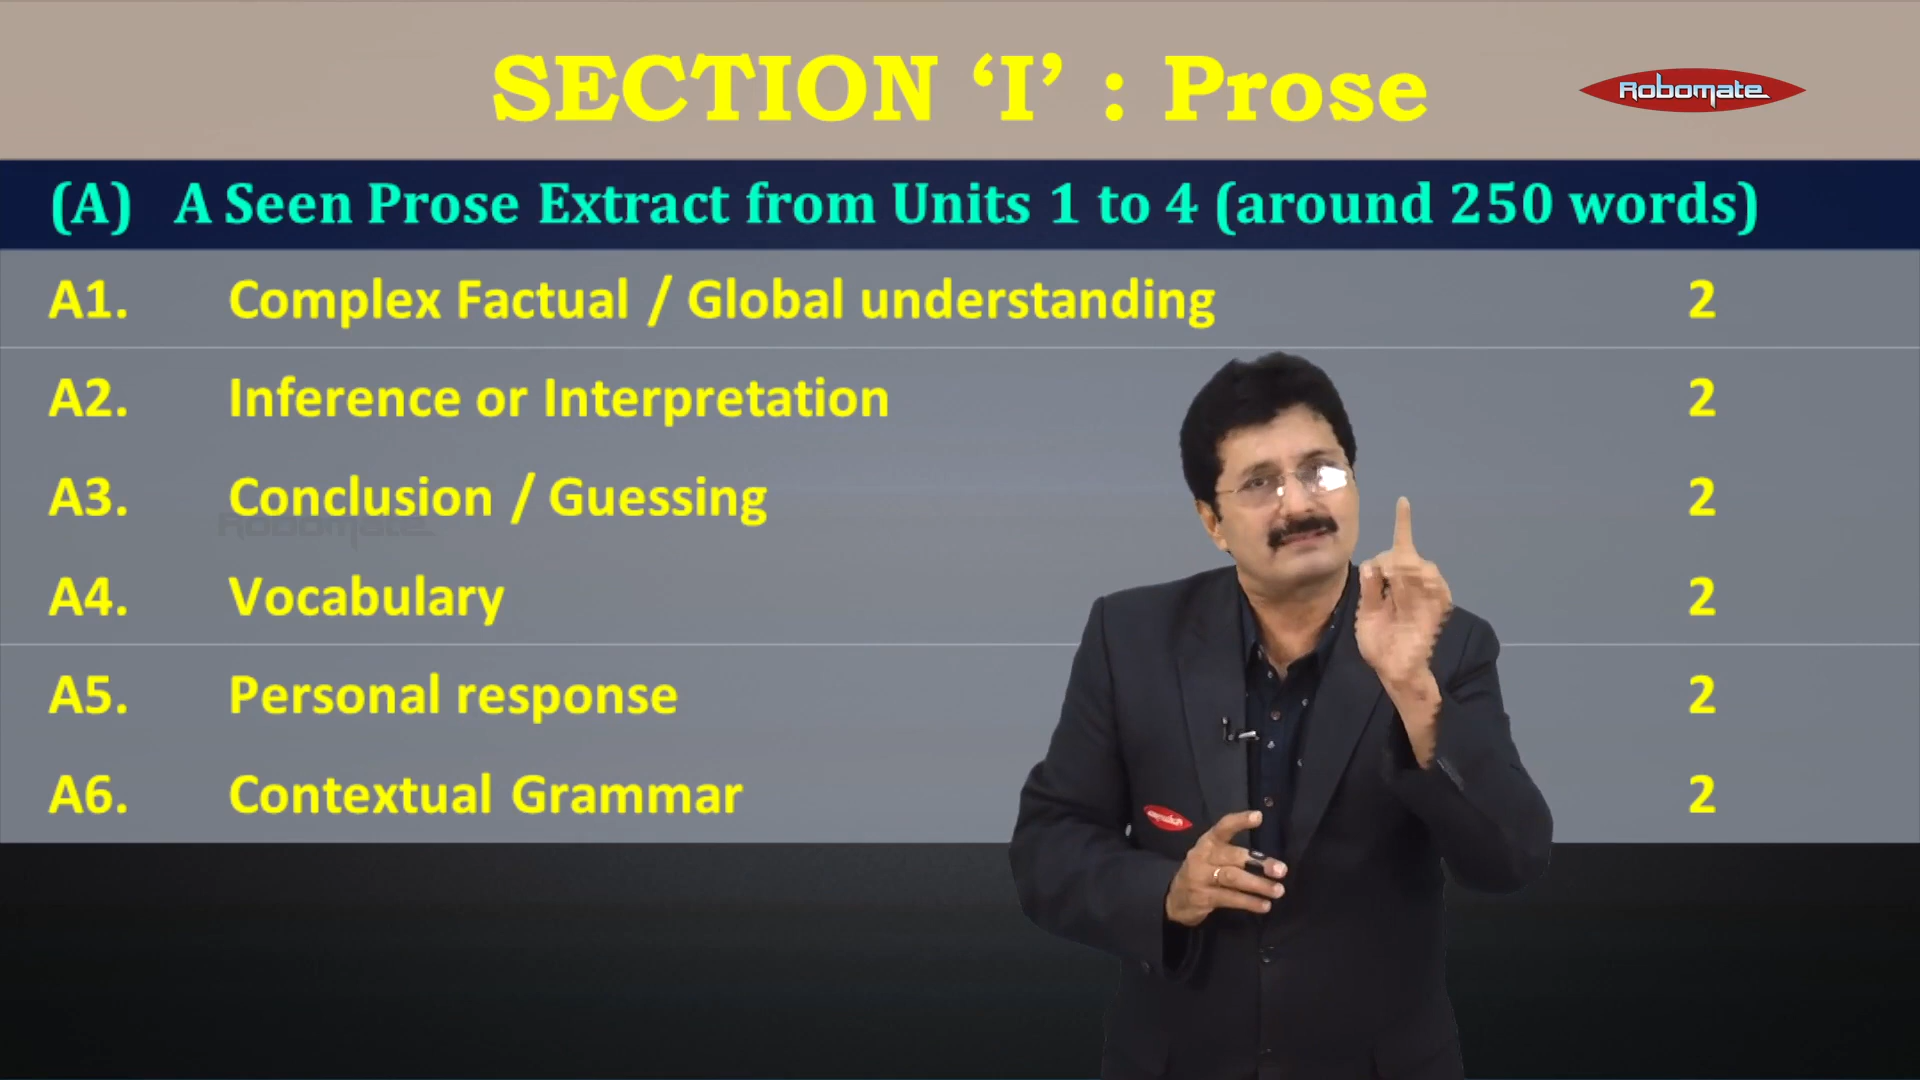 SECTION ‘I’ : Prose
Robomate
(A) A Seen Prose Extract from Units 1 to 4 (around 250 words)
A1. Complex Factual / Global understanding 2
A2. Inference or Interpretation 2
A3. Conclusion / Guessing 2
Robomate
A4. Vocabulary 2
A5. Personal response 2
A6. Contextual Grammar 2